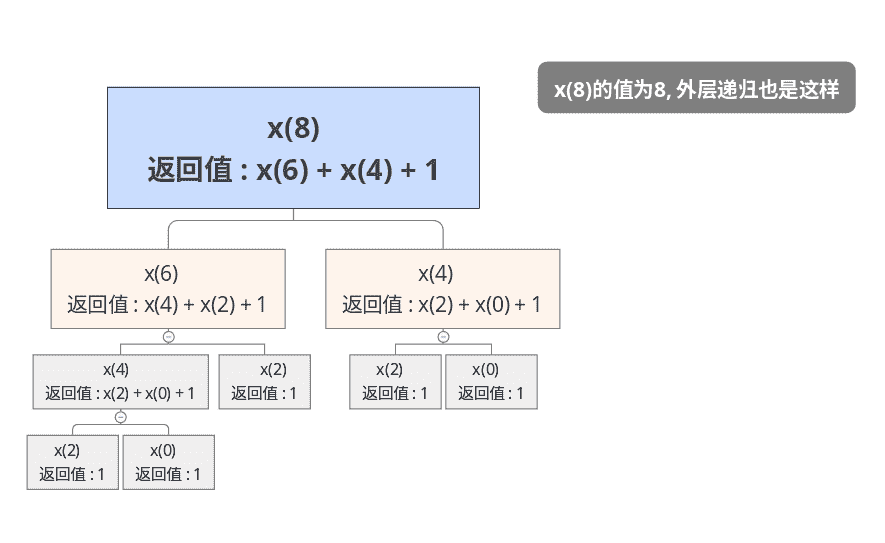 x(8)的值为8, 外层递归也是这样
x(8)
返回值 : x(6) + x(4) + 1
x(6)
返回值 : x(4) + x(2) + 1
x(4)
返回值 : x(2) + x(0) + 1
x(4)
返回值 : x(2) + x(0) + 1
x(2)
返回值 : 1
x(2)
返回值 : 1
x(0)
返回值 : 1
x(2)
返回值 : 1
x(0)
返回值 : 1